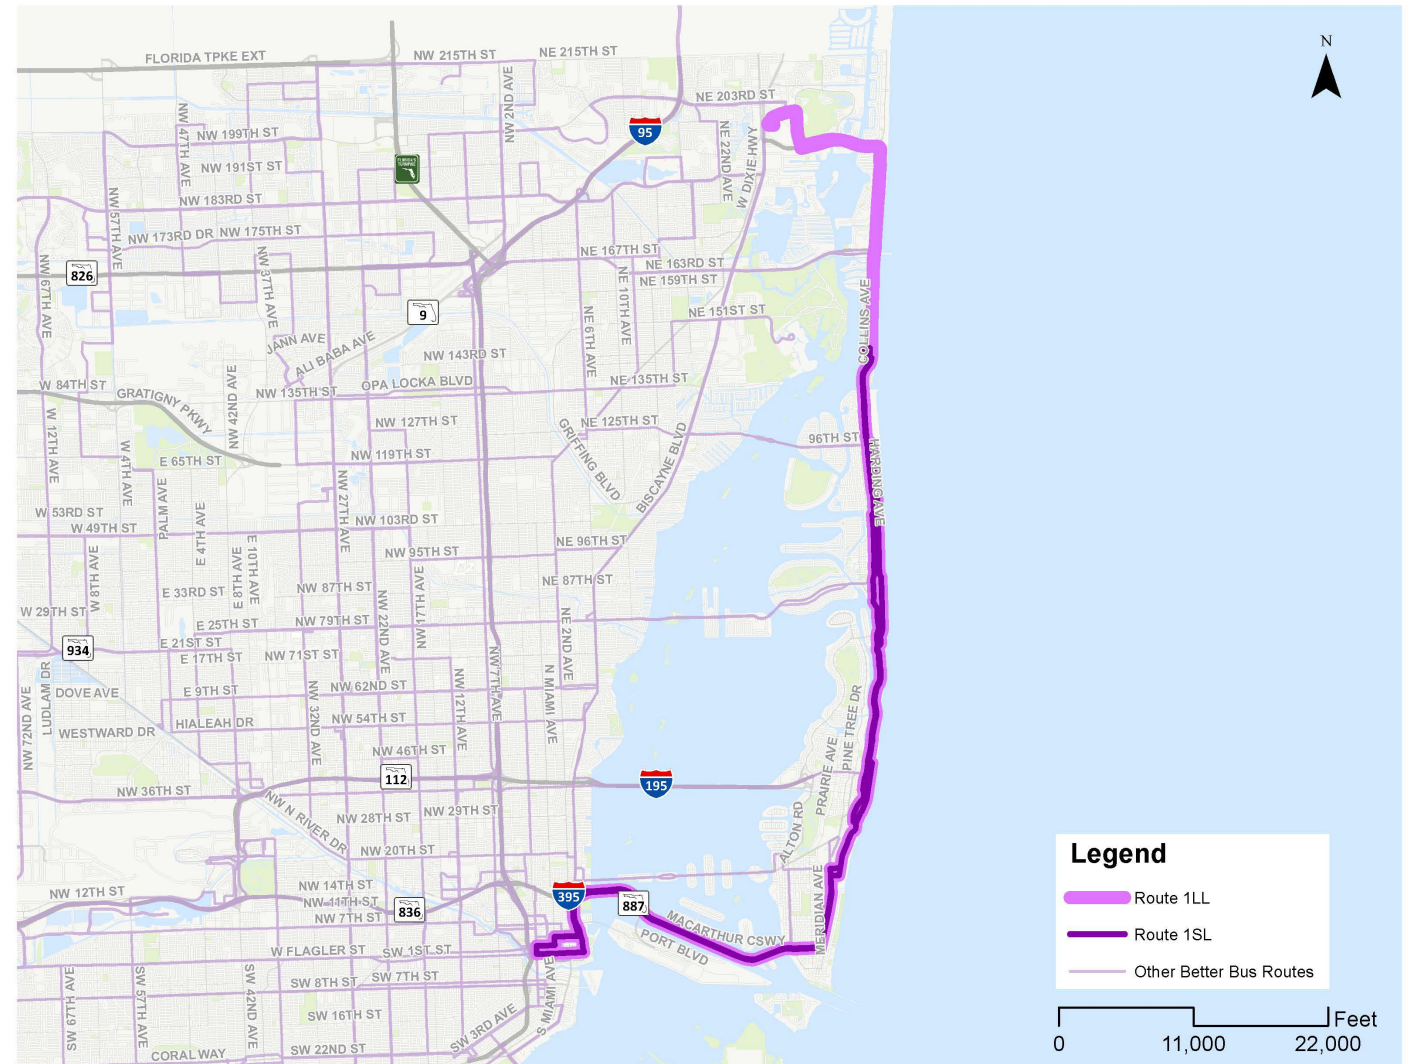 N
FLORIDA TPKE EXT
NW 215TH ST
NE 215TH ST
NW 47TH AVE
NW 2ND AVE
NE 203RD ST
95
NW 199TH ST
NE 22ND AVE
W DIXIE HWY
FLORIDA'S
TURNPIKE
NW 191ST ST
NW 57TH AVE
NW 183RD ST
NW 173RD DR
NW 175TH ST
NE 167TH ST
NE 163RD ST
NE 159TH ST
NW 67TH AVE
826
NW 37TH AVE
NE 10TH AVE
9
NE 6TH AVE
NE 151ST ST
COLLINS AVE
JANN AVE
ALI BABA AVE
NW 143RD ST
W 84TH ST
GRATIGNY PKWY
NW 42ND AVE
NW 135TH ST
OPA LOCKA BLVD
NE 135TH ST
W 12TH AVE
NW 127TH ST
GRIFFING BLVD
NE 125TH ST
BISCAYNE BLVD
96TH ST
HARDING AVE
W 4TH AVE
E 65TH ST
NW 119TH ST
PALM AVE
NW 27TH AVE
W 53RD ST
E 4TH AVE
NW 103RD ST
W 49TH ST
E 8TH AVE
E 10TH AVE
NW 95TH ST
NE 96TH ST
W 8TH AVE
NW 17TH AVE
NE 87TH ST
NW 87TH ST
E 33RD ST
NW 22ND AVE
W 29TH ST
NE 2ND AVE
E 25TH ST
NW 79TH ST
934
E 21ST ST
E 17TH ST
NW 71ST ST
NW 7TH AVE
N MIAMI AVE
LUDLAM DR
NW 72ND AVE
DOVE AVE
E 9TH ST
NW 32ND AVE
NW 62ND ST
NW 12TH AVE
PINE TREE DR
HIALEAH DR
NW 54TH ST
WESTWARD DR
NW 46TH ST
PRAIRIE AVE
112
195
NW 36TH ST
NW N RIVER DR
NW 28TH ST
NW 29TH ST
ALTON RD
NW 20TH ST
Legend
NW 12TH ST
NW 14TH ST
395
MERIDIAN AVE
Route 1LL
NW 11TH ST
836
887
NW 7TH ST
MACARTHUR CSWY
Route 1SL
PORT BLVD
W FLAGLER ST
SW 1ST ST
Other Better Bus Routes
SW 67TH AVE
SW 57TH AVE
SW 42ND AVE
SW 8TH ST
SW 7TH ST
S MIAMI AVE
SW 16TH ST
SW 3RD AVE
Feet
CORAL WAY
SW 22ND ST
0 11,000 22,000